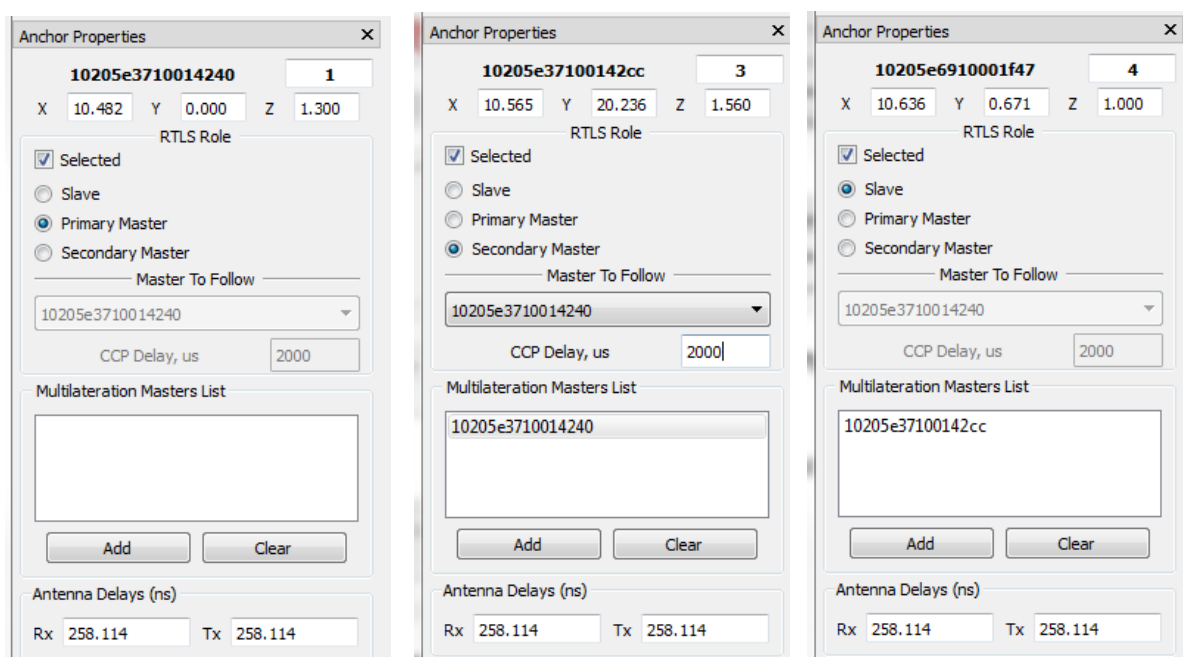 Anchor Properties X
10205e3710014240 1
X 10.482 Y 0.000 Z 1.300
RTLS Role
Selected
Slave
Primary Master
Secondary Master
Master To Follow
10205e3710014240
CCP Delay, us 2000
Multilateration Masters List
Add Clear
Antenna Delays (ns)
Rx 258.114 Tx 258.114
Anchor Properties X
10205e37100142cc 3
X 10.565 Y 20.236 Z 1.560
RTLS Role
Selected
Slave
Primary Master
Secondary Master
Master To Follow
10205e3710014240
CCP Delay, us 2000
Multilateration Masters List
10205e3710014240
Add Clear
Antenna Delays (ns)
Rx 258.114 Tx 258.114
Anchor Properties X
10205e6910001f47 4
X 10.636 Y 0.671 Z 1.000
RTLS Role
Selected
Slave
Primary Master
Secondary Master
Master To Follow
10205e3710014240
CCP Delay, us 2000
Multilateration Masters List
10205e37100142cc
Add Clear
Antenna Delays (ns)
Rx 258.114 Tx 258.114